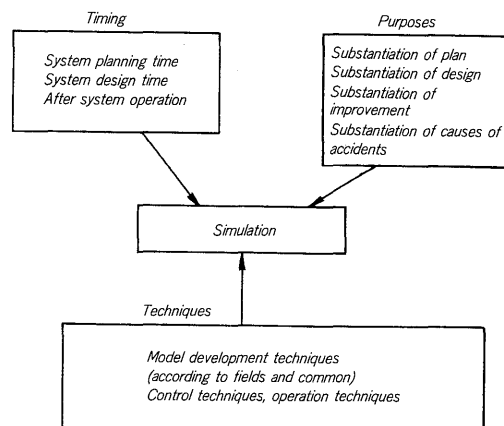 Timing
System planning time
System design time
After system operation
Purposes
Substantiation of plan
Substantiation of design
Substantiation of
improvement
Substantiation of causes of
accidents
Simulation
Techniques
Model development techniques
(according to fields and common)
Control techniques, operation techniques